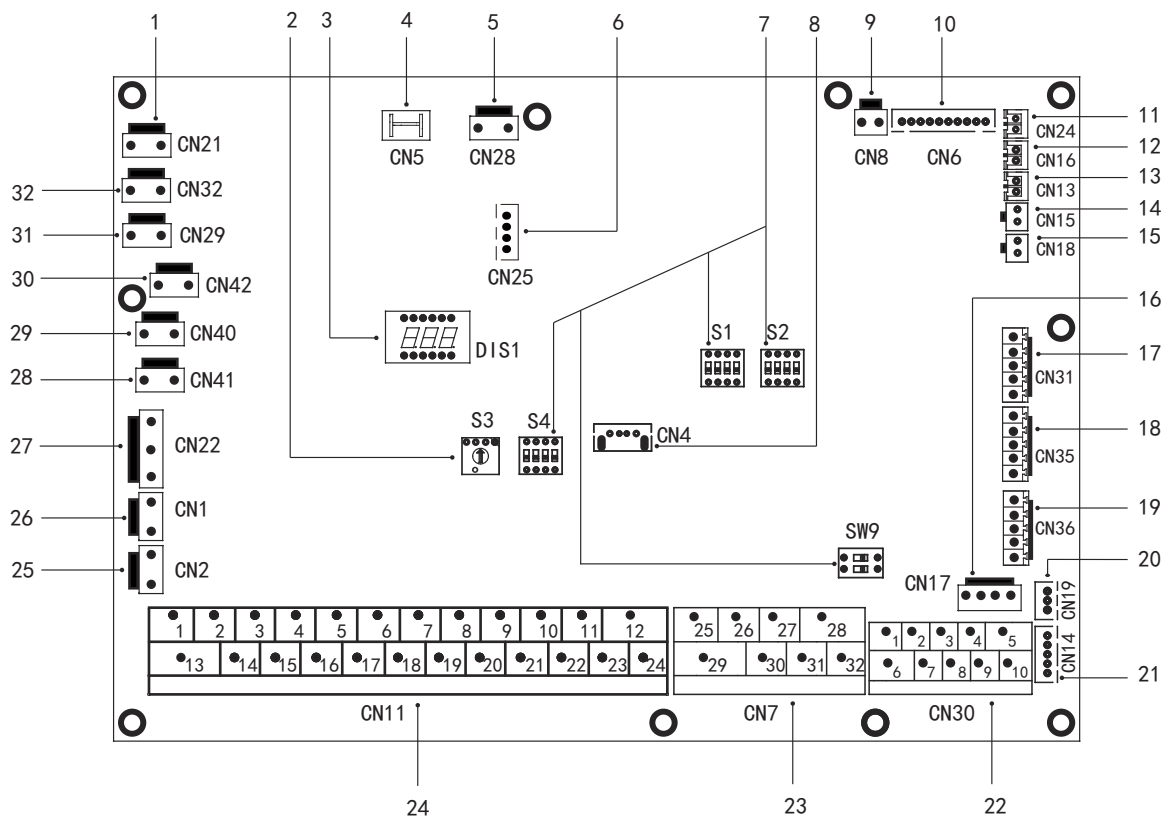 1 2 3 4 5 6 7 8 9 10
CN21 CN5 CN28 CN8 CN6 CN24 11
CN16 12
32 CN32 CN13 13
31 CN29 CN15 14
CN25 CN18 15
30 CN42 16
29 CN40 3 DIS1 S1 S2 17
28 CN41 CN31
27 CN22 S3 S4 CN4 CN35 18
26 CN1 SW9 CN36 19
25 CN2 CN17 CN19 20
1 2 3 4 5 6 7 8 9 10 11 12 25 26 27 28 1 2 3 4 5
13 14 15 16 17 18 19 20 21 22 23 24 29 30 31 32 6 7 8 9 10 CN14 21
CN11 CN7 CN30
24 23 22